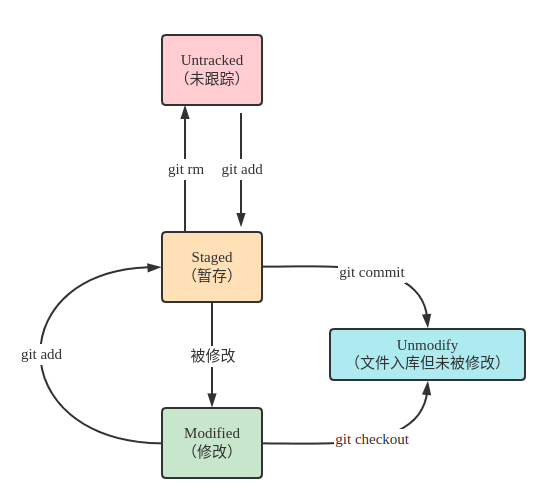 Untracked
（未跟踪）
git rm
git add
Staged
（暂存）
git commit
Unmodify
（文件入库但未被修改）
git add
被修改
Modified
（修改）
git checkout